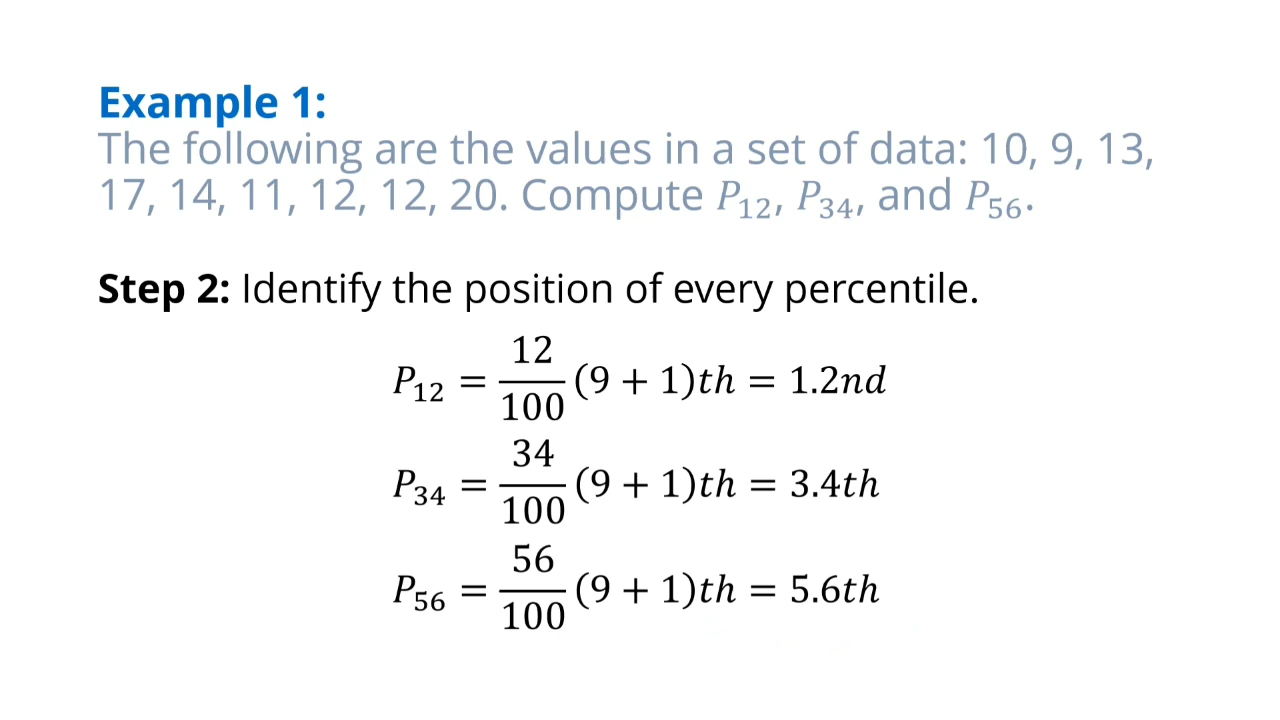 Example 1:
The following are the values in a set of data: 10, 9, 13,
17, 14, 11, 12, 12, 20. Compute P₁₂, P₃₄, and P₅₆.
Step 2: Identify the position of every percentile.
P₁₂ = 12/100 (9 + 1)th = 1.2nd
P₃₄ = 34/100 (9 + 1)th = 3.4th
P₅₆ = 56/100 (9 + 1)th = 5.6th